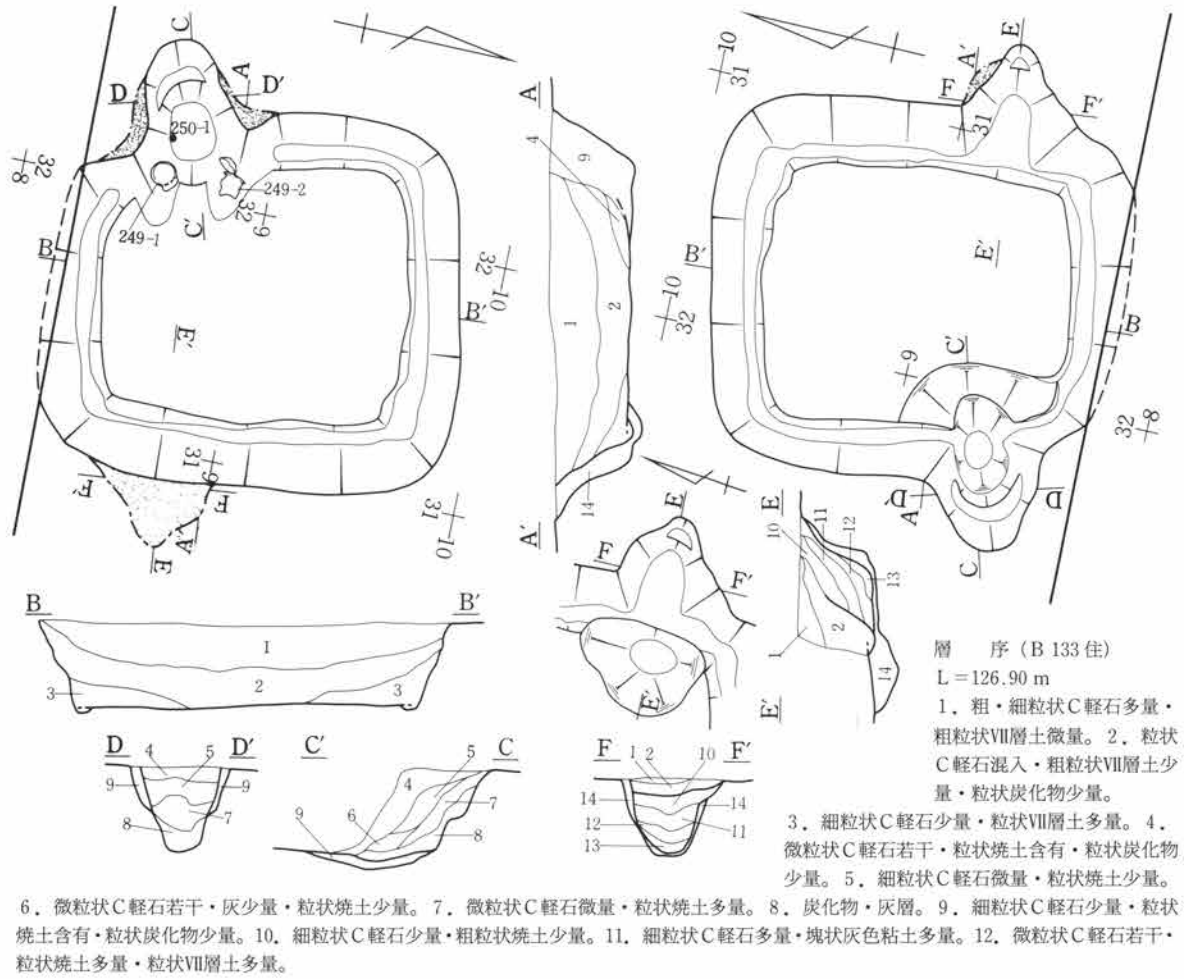 C
D
A
D′
250-1
249-2
249-1
C′
32
8
32
9
B
32
10
B′
E′
31
9
F′
F
A′
E
31
10
A
4
9
1
2
14
A′
10
31
E
A′
F
F′
31
B′
E′
10
32
B
C′
9
32
8
D′
D
A
C
E
F
F′
E′
E
10
11
12
13
1
2
14
E′
B
B′
1
2
3
3
D
D′
4
5
9
9
8
7
C′
C
4
5
7
6
8
9
F
F′
1
2
10
14
14
12
11
13
層 序 (B 133 住)
L=126.90 m
1．粗・細粒状C軽石多量・
粗粒状Ⅶ層土微量。2．粒状
C軽石混入・粗粒状Ⅶ層土少
量・粒状炭化物少量。
3．細粒状C軽石少量・粒状Ⅶ層土多量。4．
微粒状C軽石若干・粒状焼土含有・粒状炭化物
少量。5．細粒状C軽石微量・粒状焼土少量。
6．微粒状C軽石若干・灰少量・粒状焼土少量。7．微粒状C軽石微量・粒状焼土多量。8．炭化物・灰層。9．細粒状C軽石少量・粒状
焼土含有・粒状炭化物少量。10．細粒状C軽石少量・粗粒状焼土少量。11．細粒状C軽石多量・塊状灰色粘土多量。12．微粒状C軽石若干・
粒状焼土多量・粒状Ⅶ層土多量。